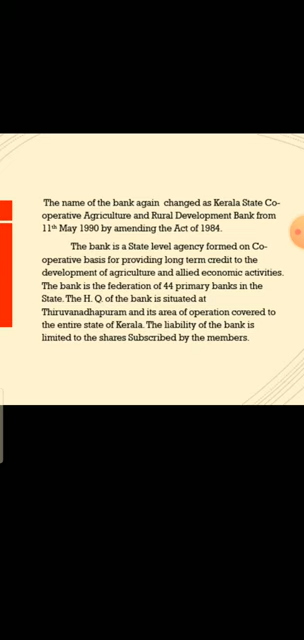 The name of the bank again changed as Kerala State Co-
operative Agriculture and Rural Development Bank from
11th May 1990 by amending the Act of 1984.
The bank is a State level agency formed on Co-
operative basis for providing long term credit to the
development of agriculture and allied economic activities.
The bank is the federation of 44 primary banks in the
State. The H. Q. of the bank is situated at
Thiruvanadhapuram and its area of operation covered to
the entire state of Kerala. The liability of the bank is
limited to the shares Subscribed by the members.